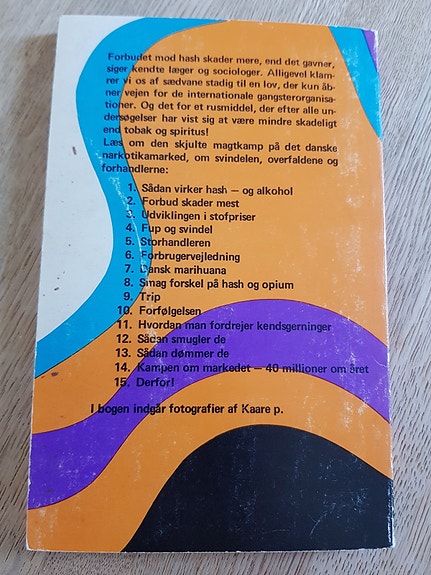 Forbudet mod hash skader mere, end det gavner,
siger kendte læger og sociologer. Alligevel klam-
rer vi os af sædvane stadig til en lov, der kun åb-
ner vejen for de internationale gangsterorganisa-
tioner. Og det for et rusmiddel, der efter alle un-
dersøgelser har vist sig at være mindre skadeligt
end tobak og spiritus!
Læs om den skjulte magtkamp på det danske
narkotikamarked, om svindelen, overfaldene og
forhandlerne:
1. Sådan virker hash – og alkohol
2. Forbud skader mest
3. Udviklingen i stofpriser
4. Fup og svindel
5. Storhandleren
6. Forbrugervejledning
7. Dansk marihuana
8. Smag forskel på hash og opium
9. Trip
10. Forfølgelsen
11. Hvordan man fordrejer kendsgerninger
12. Sådan smugler de
13. Sådan dømmer de
14. Kampen om markedet – 40 millioner om året
15. Derfor!
I bogen indgår fotografier af Kaare p.